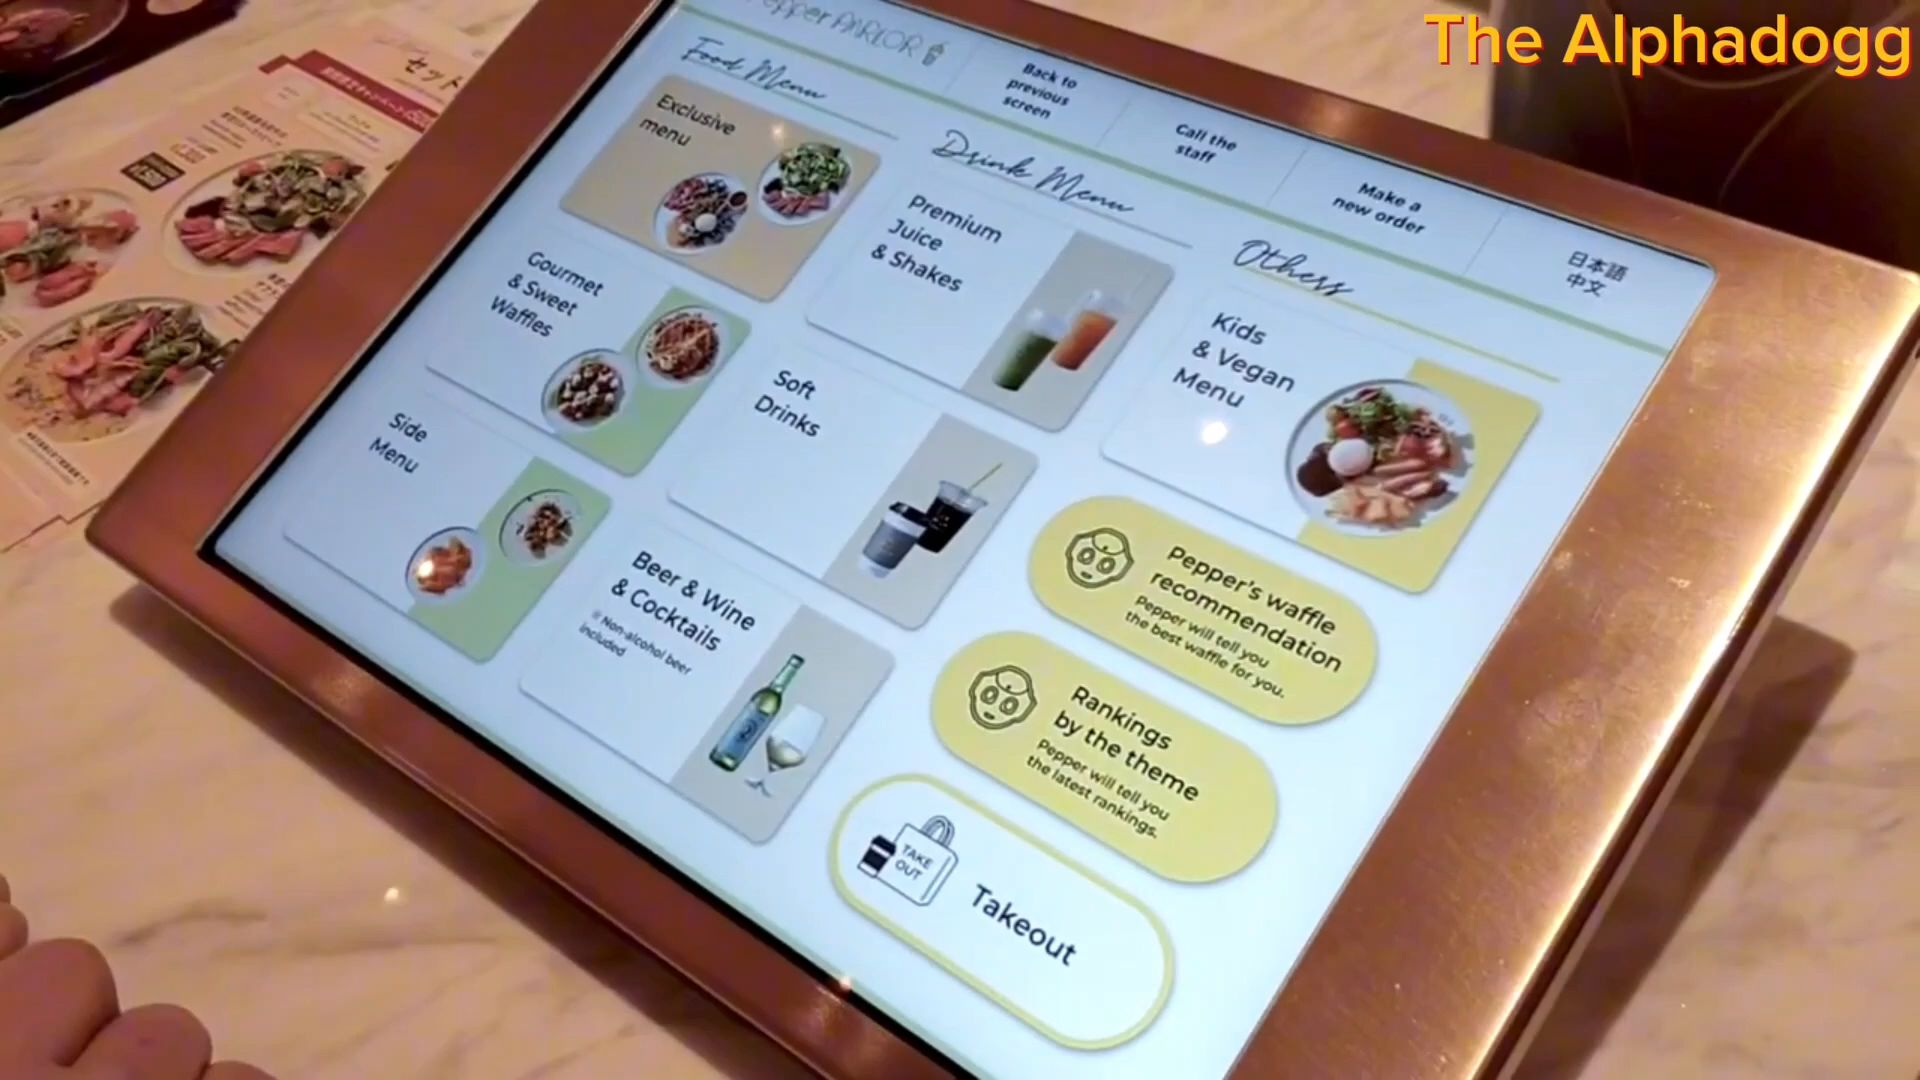 The Alphadogg
Pepper PARLOR
Back to
previous
screen
Call the
staff
Make a
new order
日本語
中文
Food Menu
Exclusive
menu
Gourmet
& Sweet
Waffles
Side
Menu
Drink Menu
Premium
Juice
& Shakes
Soft
Drinks
Beer & Wine
& Cocktails
※Non-alcohol beer
included
Others
Kids
& Vegan
Menu
Pepper's waffle
recommendation
Pepper will tell you
the best waffle for you.
Rankings
by the theme
Pepper will tell you
the latest rankings.
TAKE
OUT
Takeout
セット